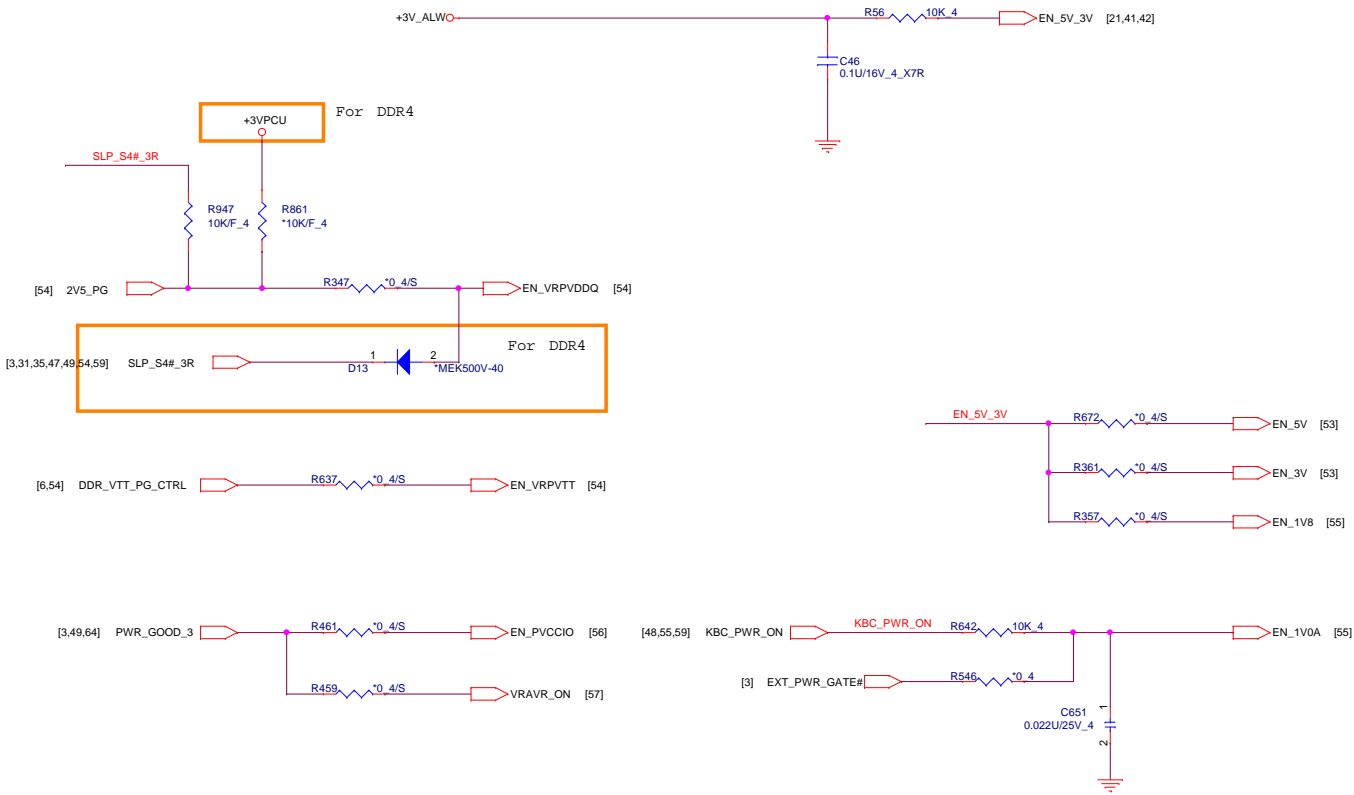 +3V_ALW
R56 10K_4
EN_5V_3V [21,41,42]
C46
0.1U/16V_4_X7R
+3VPCU
For DDR4
SLP_S4#_3R
R947
10K/F_4
R861
*10K/F_4
[54] 2V5_PG
R347 *0_4/S
EN_VRPVDDQ [54]
For DDR4
[3,31,35,47,49,54,59] SLP_S4#_3R
1 2
D13 *MEK500V-40
EN_5V_3V
R672 *0_4/S
EN_5V [53]
R361 *0_4/S
EN_3V [53]
R357 *0_4/S
EN_1V8 [55]
[6,54] DDR_VTT_PG_CTRL
R637 *0_4/S
EN_VRPVTT [54]
[3,49,64] PWR_GOOD_3
R461 *0_4/S
EN_PVCCIO [56]
R459 *0_4/S
VRAVR_ON [57]
[48,55,59] KBC_PWR_ON
KBC_PWR_ON
R642 10K_4
EN_1V0A [55]
[3] EXT_PWR_GATE#
R546 *0_4
C651
0.022U/25V_4
1
2